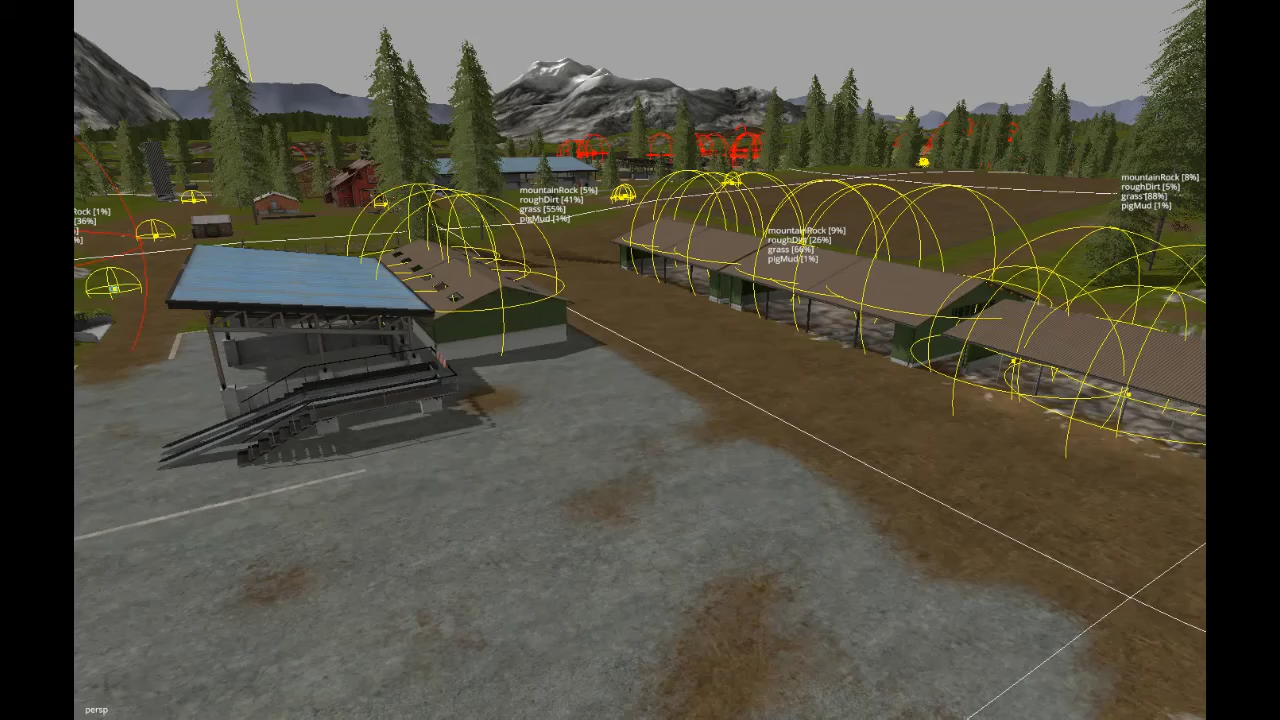 mountainRock [8%]
roughDirt [5%]
grass [88%]
pigMud [1%]
mountainRock [5%]
roughDirt [41%]
grass [55%]
pigMud [1%]
Rock [1%]
[36%]
%]
mountainRock [9%]
roughDirt [26%]
grass [66%]
pigMud [1%]
persp